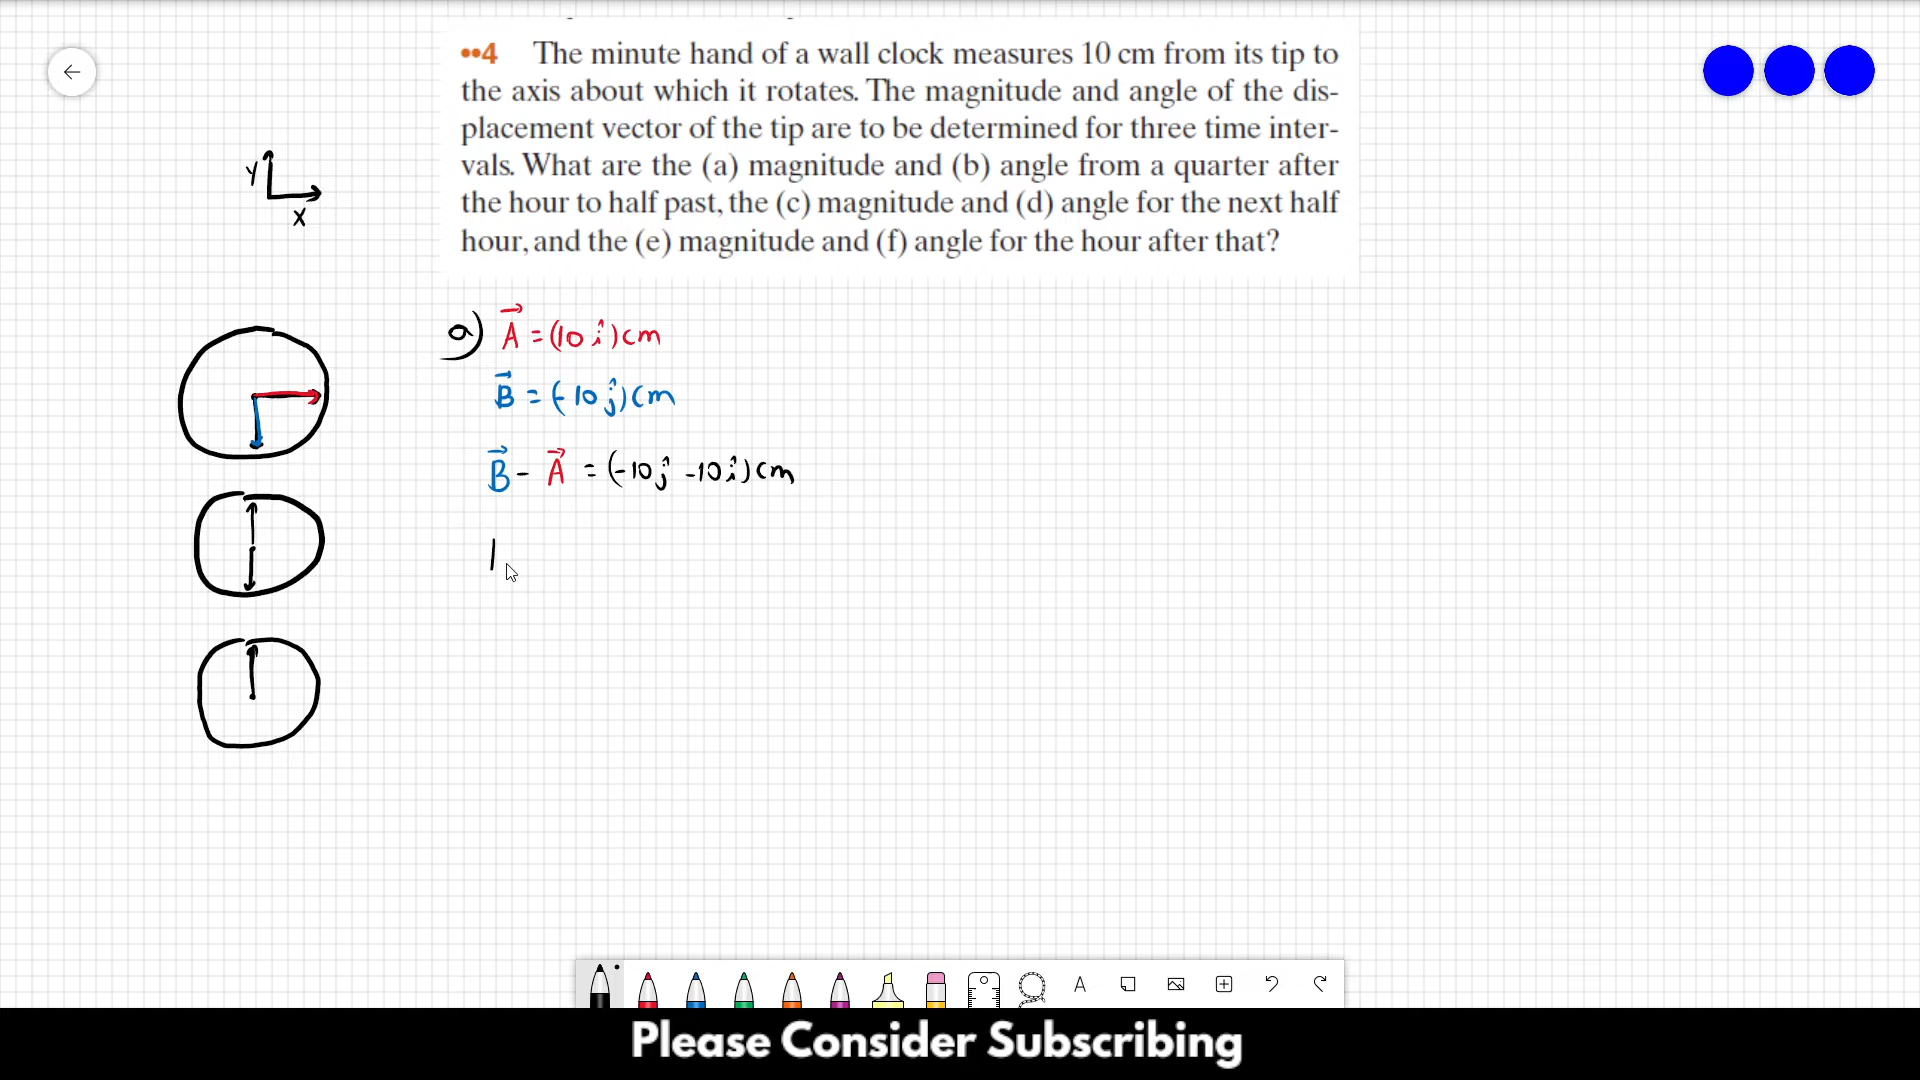 ••4 The minute hand of a wall clock measures 10 cm from its tip to
the axis about which it rotates. The magnitude and angle of the dis-
placement vector of the tip are to be determined for three time inter-
vals. What are the (a) magnitude and (b) angle from a quarter after
the hour to half past, the (c) magnitude and (d) angle for the next half
hour, and the (e) magnitude and (f) angle for the hour after that?
Y
X
a) A⃗ = (10 î) cm
B⃗ = (-10 ĵ) cm
B⃗ - A⃗ = (-10 ĵ -10 î) cm
|
A
Please Consider Subscribing